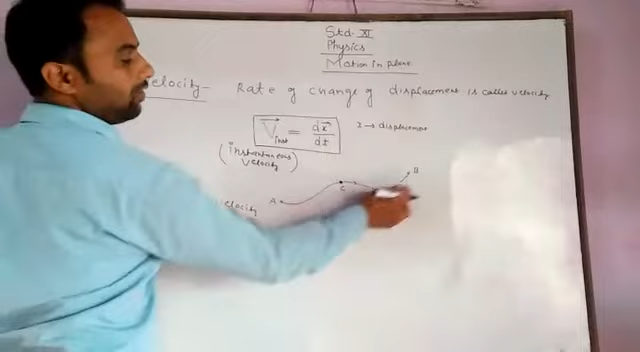 Std. XI
Physics
Motion in plane
elocity - Rate of change of displacement is called velocity
V⃗inst = dx⃗/dt
x → displacement
(instantaneous velocity)
B
C
elocity A